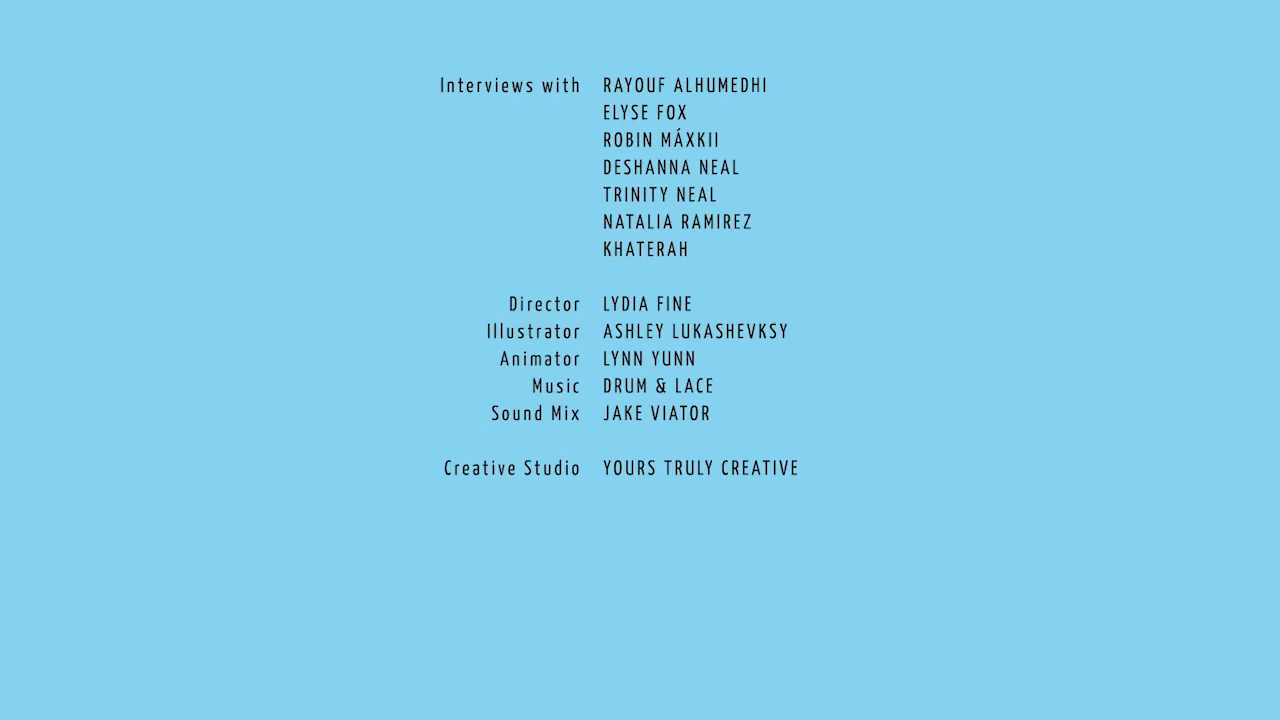 Interviews with RAYOUF ALHUMEDHI
ELYSE FOX
ROBIN MÁXKII
DESHANNA NEAL
TRINITY NEAL
NATALIA RAMIREZ
KHATERAH
Director LYDIA FINE
Illustrator ASHLEY LUKASHEVKSY
Animator LYNN YUNN
Music DRUM & LACE
Sound Mix JAKE VIATOR
Creative Studio YOURS TRULY CREATIVE